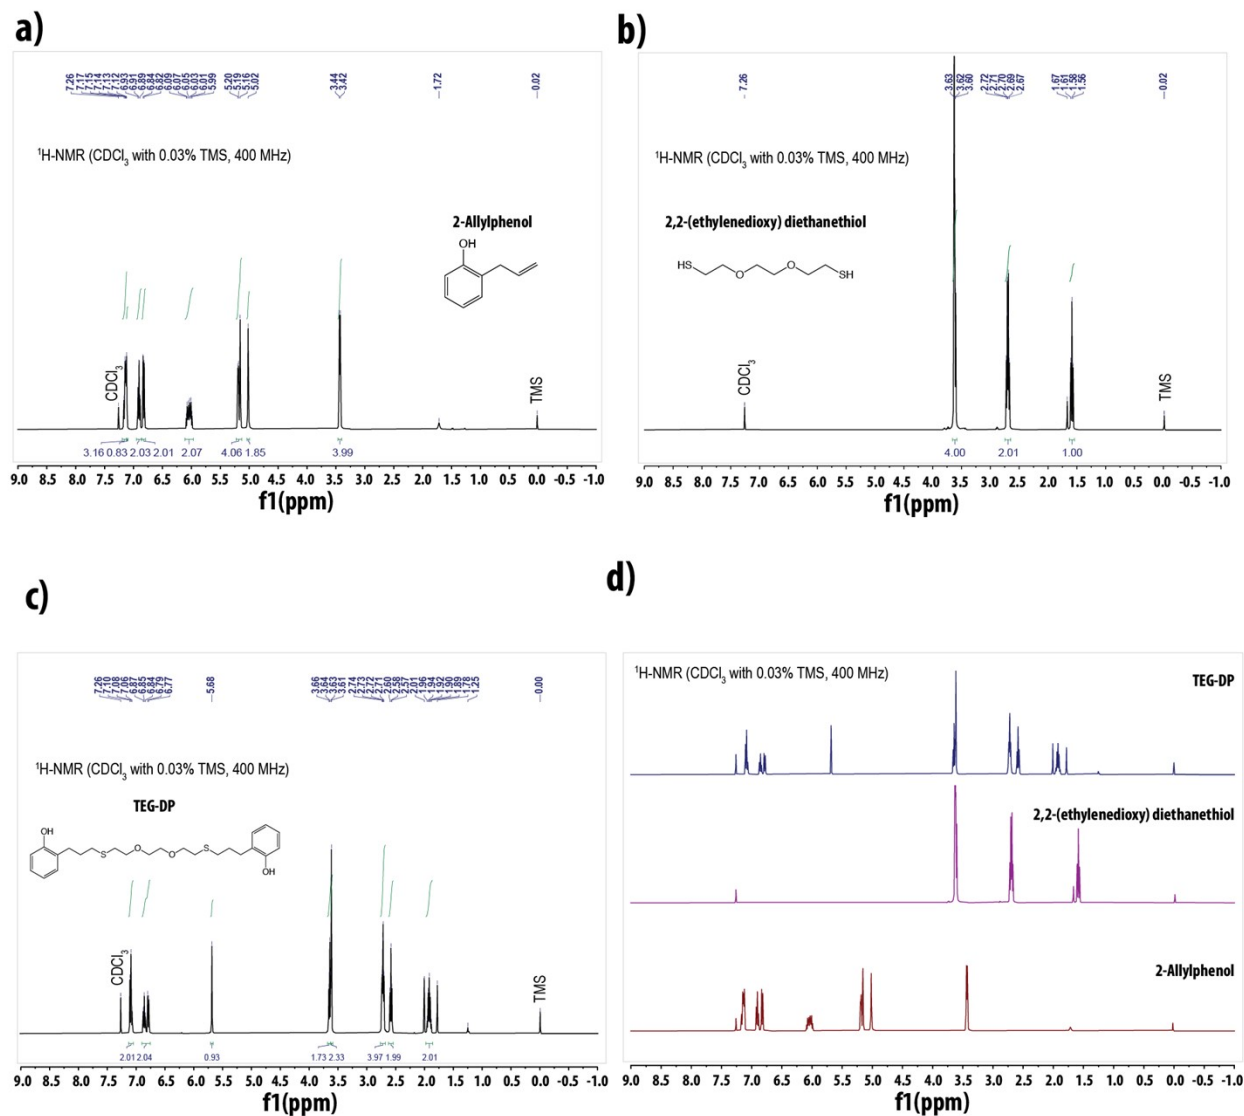 a)
7.26
7.17
7.15
7.14
7.13
7.12
6.93
6.91
6.89
6.84
6.82
6.09
6.07
6.05
6.03
6.01
5.99
5.20
5.19
5.16
5.02
3.44
3.42
1.72
0.02
¹H-NMR (CDCl₃ with 0.03% TMS, 400 MHz)
2-Allylphenol
OH
CDCl₃
TMS
3.16 0.83 2.03 2.01 2.07 4.06 1.85 3.99
9.0 8.5 8.0 7.5 7.0 6.5 6.0 5.5 5.0 4.5 4.0 3.5 3.0 2.5 2.0 1.5 1.0 0.5 0.0 -0.5 -1.0
f1(ppm)
b)
7.26
3.63
3.62
3.60
2.72
2.71
2.70
2.69
2.67
1.67
1.61
1.58
1.56
0.02
¹H-NMR (CDCl₃ with 0.03% TMS, 400 MHz)
2,2-(ethylenedioxy) diethanethiol
HS O O SH
CDCl₃
TMS
4.00 2.01 1.00
9.0 8.5 8.0 7.5 7.0 6.5 6.0 5.5 5.0 4.5 4.0 3.5 3.0 2.5 2.0 1.5 1.0 0.5 0.0 -0.5 -1.0
f1(ppm)
c)
7.26
7.10
7.08
7.06
6.87
6.85
6.84
6.79
6.77
5.68
3.66
3.64
3.63
3.61
2.74
2.73
2.72
2.71
2.60
2.58
2.57
2.01
1.96
1.94
1.92
1.90
1.89
1.78
1.25
0.00
¹H-NMR (CDCl₃ with 0.03% TMS, 400 MHz)
TEG-DP
OH S O O S OH
CDCl₃
TMS
2.01 2.04 0.93 1.73 2.33 3.97 1.99 2.01
9.0 8.5 8.0 7.5 7.0 6.5 6.0 5.5 5.0 4.5 4.0 3.5 3.0 2.5 2.0 1.5 1.0 0.5 0.0 -0.5 -1.0
f1(ppm)
d)
¹H-NMR (CDCl₃ with 0.03% TMS, 400 MHz)
TEG-DP
2,2-(ethylenedioxy) diethanethiol
2-Allylphenol
9.0 8.5 8.0 7.5 7.0 6.5 6.0 5.5 5.0 4.5 4.0 3.5 3.0 2.5 2.0 1.5 1.0 0.5 0.0 -0.5 -1.0
f1(ppm)